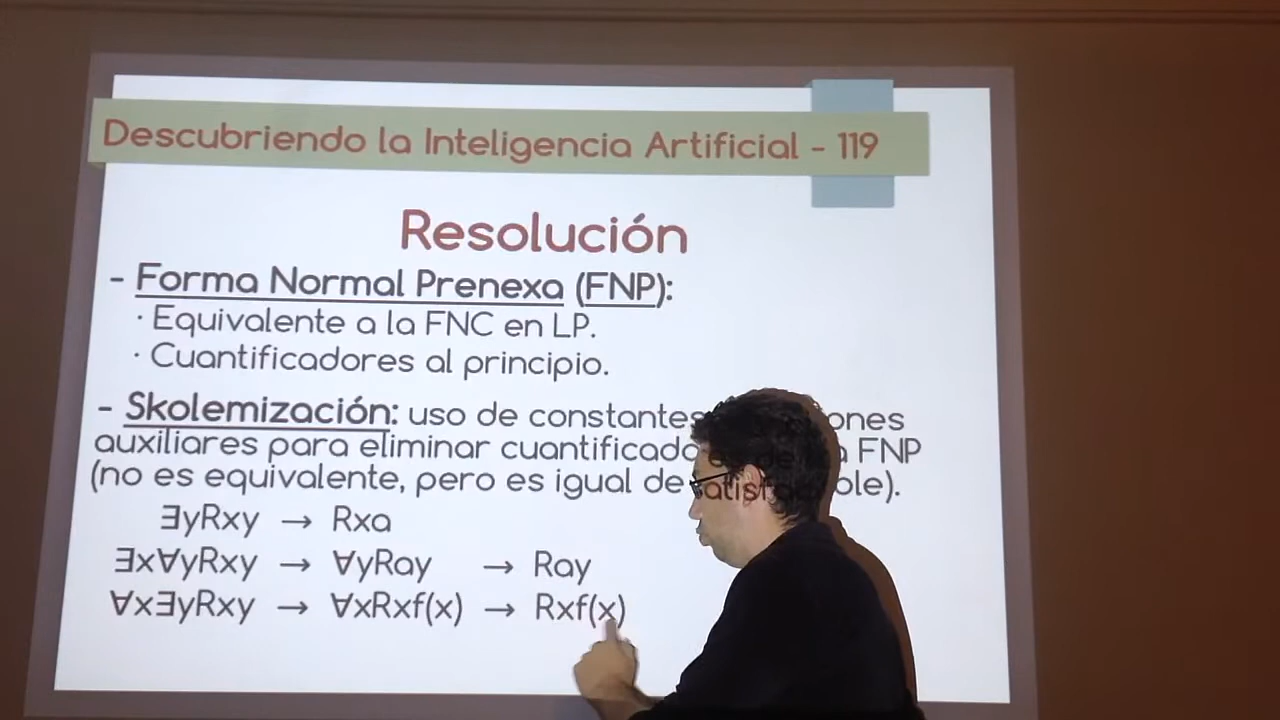 Descubriendo la Inteligencia Artificial - 119
Resolución
- Forma Normal Prenexa (FNP):
· Equivalente a la FNC en LP.
· Cuantificadores al principio.
- Skolemización: uso de constantes
auxiliares para eliminar FNP
(no es equivalente, pero es igual de
∃yRxy → Rxa
∃x∀yRxy → ∀yRay → Ray
∀x∃yRxy → ∀xRxf(x) → Rxf(x)